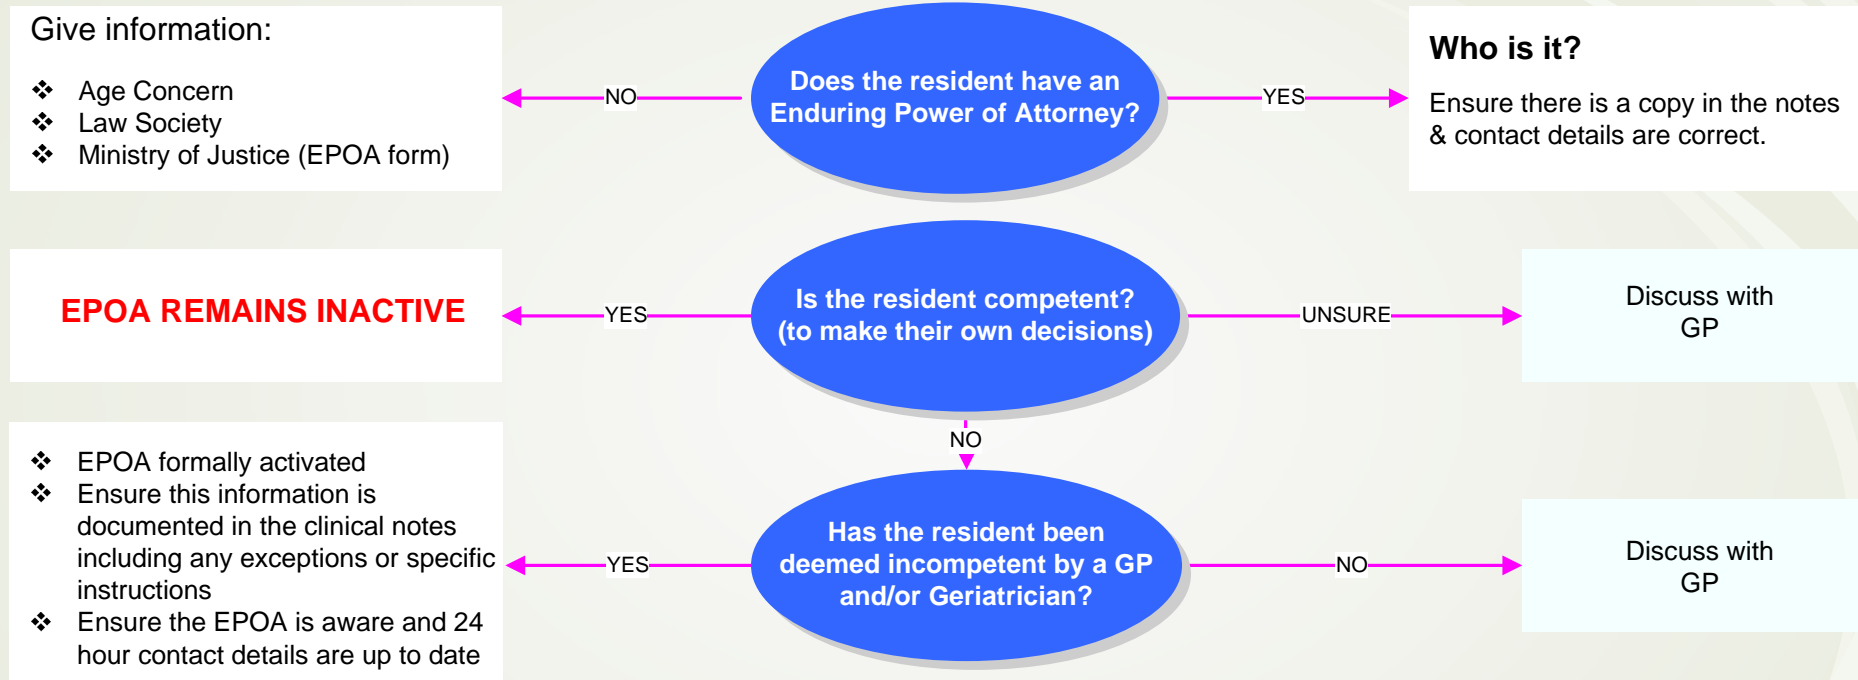 Give information:
❖ Age Concern
❖ Law Society
❖ Ministry of Justice (EPOA form)
NO
Does the resident have an
Enduring Power of Attorney?
YES
Who is it?
Ensure there is a copy in the notes
& contact details are correct.
EPOA REMAINS INACTIVE
YES
Is the resident competent?
(to make their own decisions)
UNSURE
Discuss with
GP
NO
❖ EPOA formally activated
❖ Ensure this information is
documented in the clinical notes
including any exceptions or specific
instructions
❖ Ensure the EPOA is aware and 24
hour contact details are up to date
YES
Has the resident been
deemed incompetent by a GP
and/or Geriatrician?
NO
Discuss with
GP